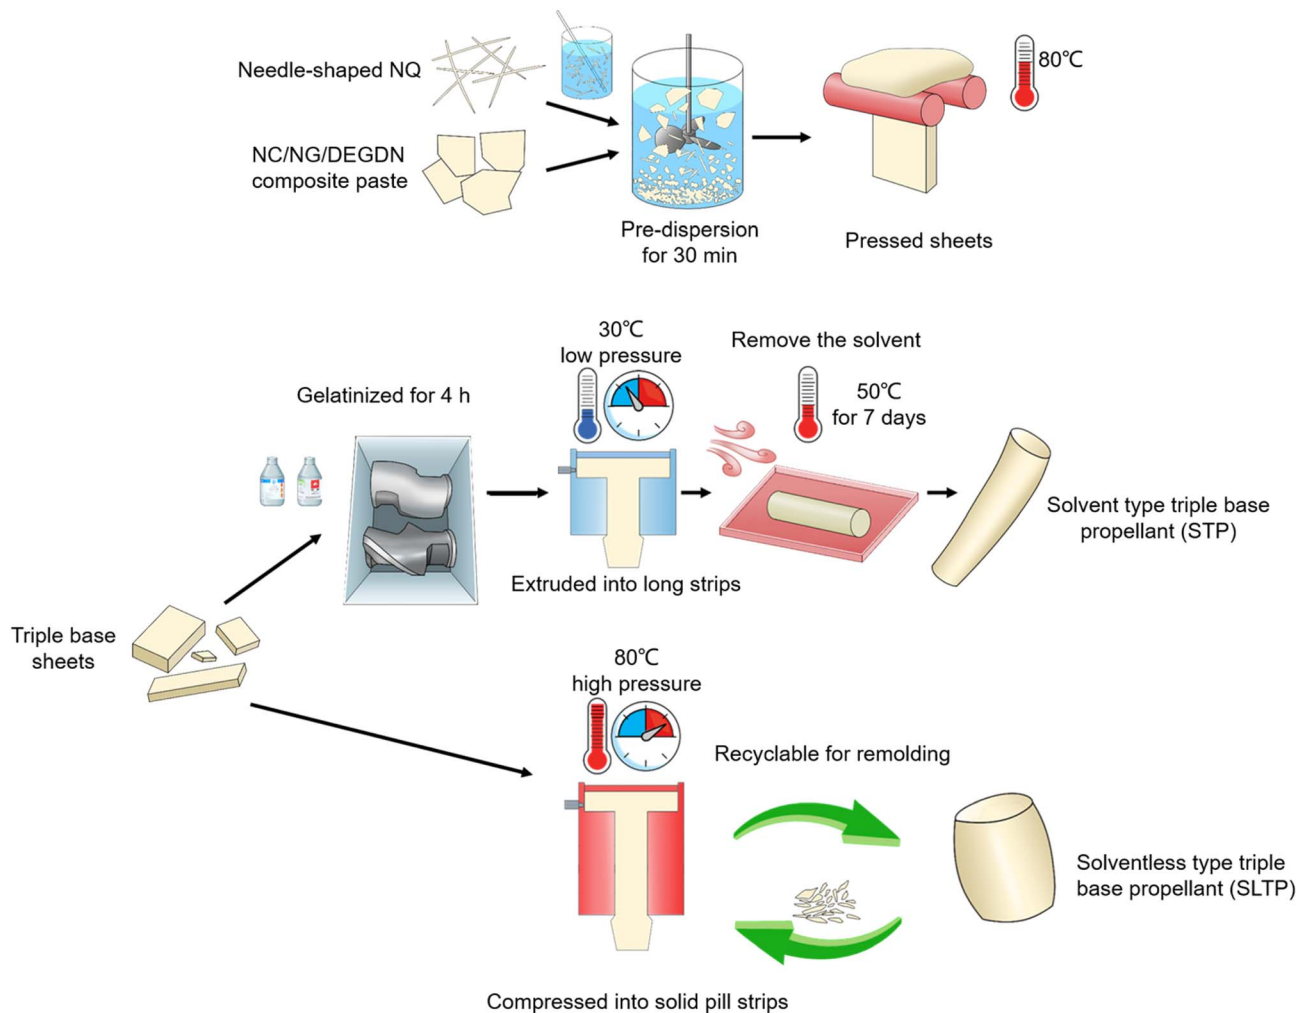 Needle-shaped NQ
NC/NG/DEGDN
composite paste
Pre-dispersion
for 30 min
80℃
Pressed sheets
Triple base
sheets
Gelatinized for 4 h
30℃
low pressure
Extruded into long strips
Remove the solvent
50℃
for 7 days
Solvent type triple base
propellant (STP)
80℃
high pressure
Compressed into solid pill strips
Recyclable for remolding
Solventless type triple
base propellant (SLTP)